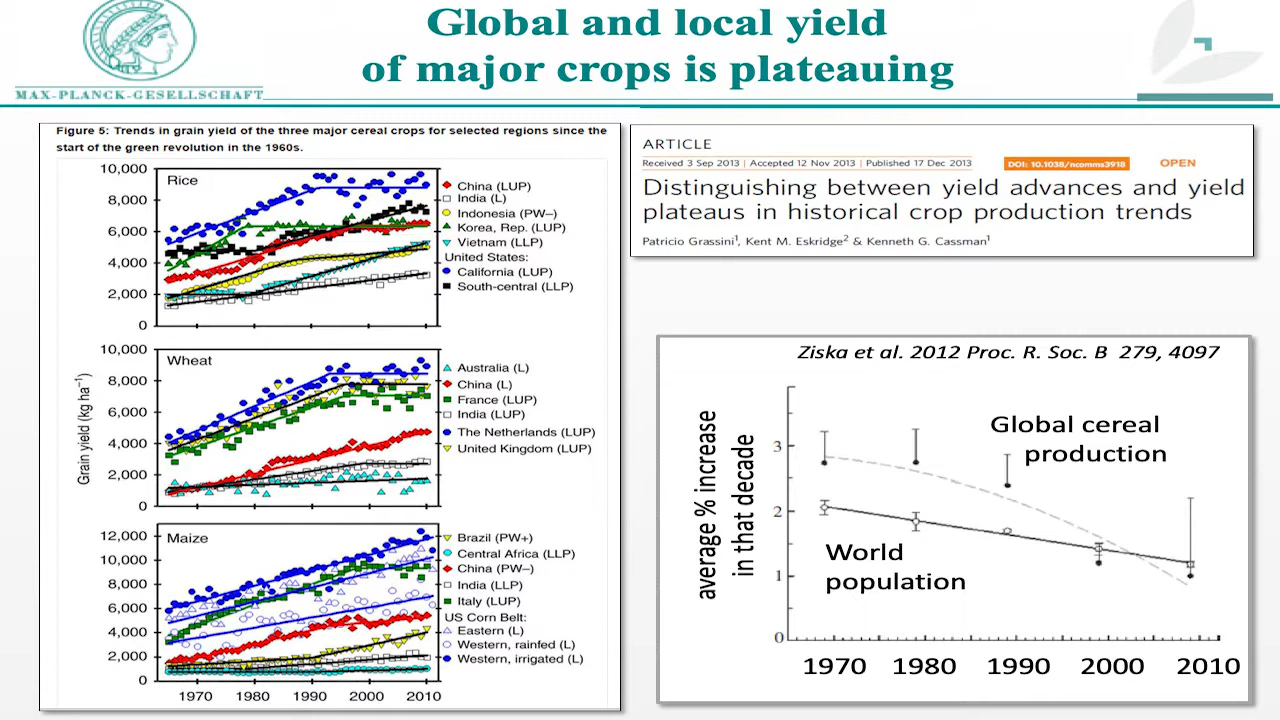 Global and local yield
of major crops is plateauing
MAX-PLANCK-GESELLSCHAFT
Figure 5: Trends in grain yield of the three major cereal crops for selected regions since the
start of the green revolution in the 1960s.
Grain yield (kg ha⁻¹)
10,000
8,000
6,000
4,000
2,000
0
Rice
China (LUP)
India (L)
Indonesia (PW–)
Korea, Rep. (LUP)
Vietnam (LLP)
United States:
California (LUP)
South-central (LLP)
10,000
8,000
6,000
4,000
2,000
0
Wheat
Australia (L)
China (L)
France (LUP)
India (LUP)
The Netherlands (LUP)
United Kingdom (LUP)
12,000
10,000
8,000
6,000
4,000
2,000
0
Maize
Brazil (PW+)
Central Africa (LLP)
China (PW–)
India (LLP)
Italy (LUP)
US Corn Belt:
Eastern (L)
Western, rainfed (L)
Western, irrigated (L)
1970 1980 1990 2000 2010
ARTICLE
Received 3 Sep 2013 | Accepted 12 Nov 2013 | Published 17 Dec 2013 DOI: 10.1038/ncomms3918 OPEN
Distinguishing between yield advances and yield
plateaus in historical crop production trends
Patricio Grassini¹, Kent M. Eskridge² & Kenneth G. Cassman¹
Ziska et al. 2012 Proc. R. Soc. B 279, 4097
average % increase
in that decade
3
2
1
0
Global cereal
production
World
population
1970 1980 1990 2000 2010